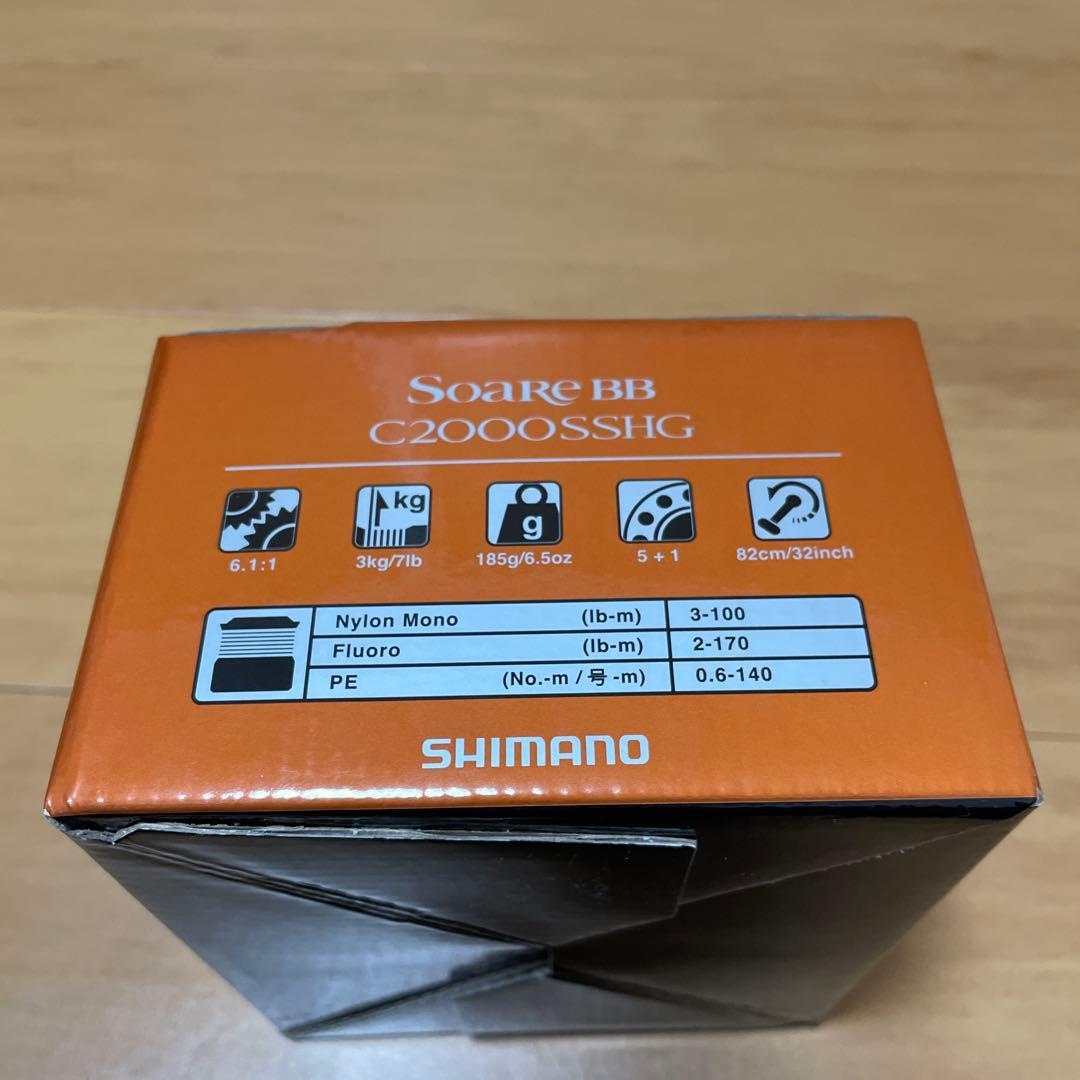 Soare BB
C2000SSHG
kg
g
6.1:1 3kg/7lb 185g/6.5oz 5 + 1 82cm/32inch
Nylon Mono (lb-m) 3-100
Fluoro (lb-m) 2-170
PE (No.-m / 号 -m) 0.6-140
SHIMANO